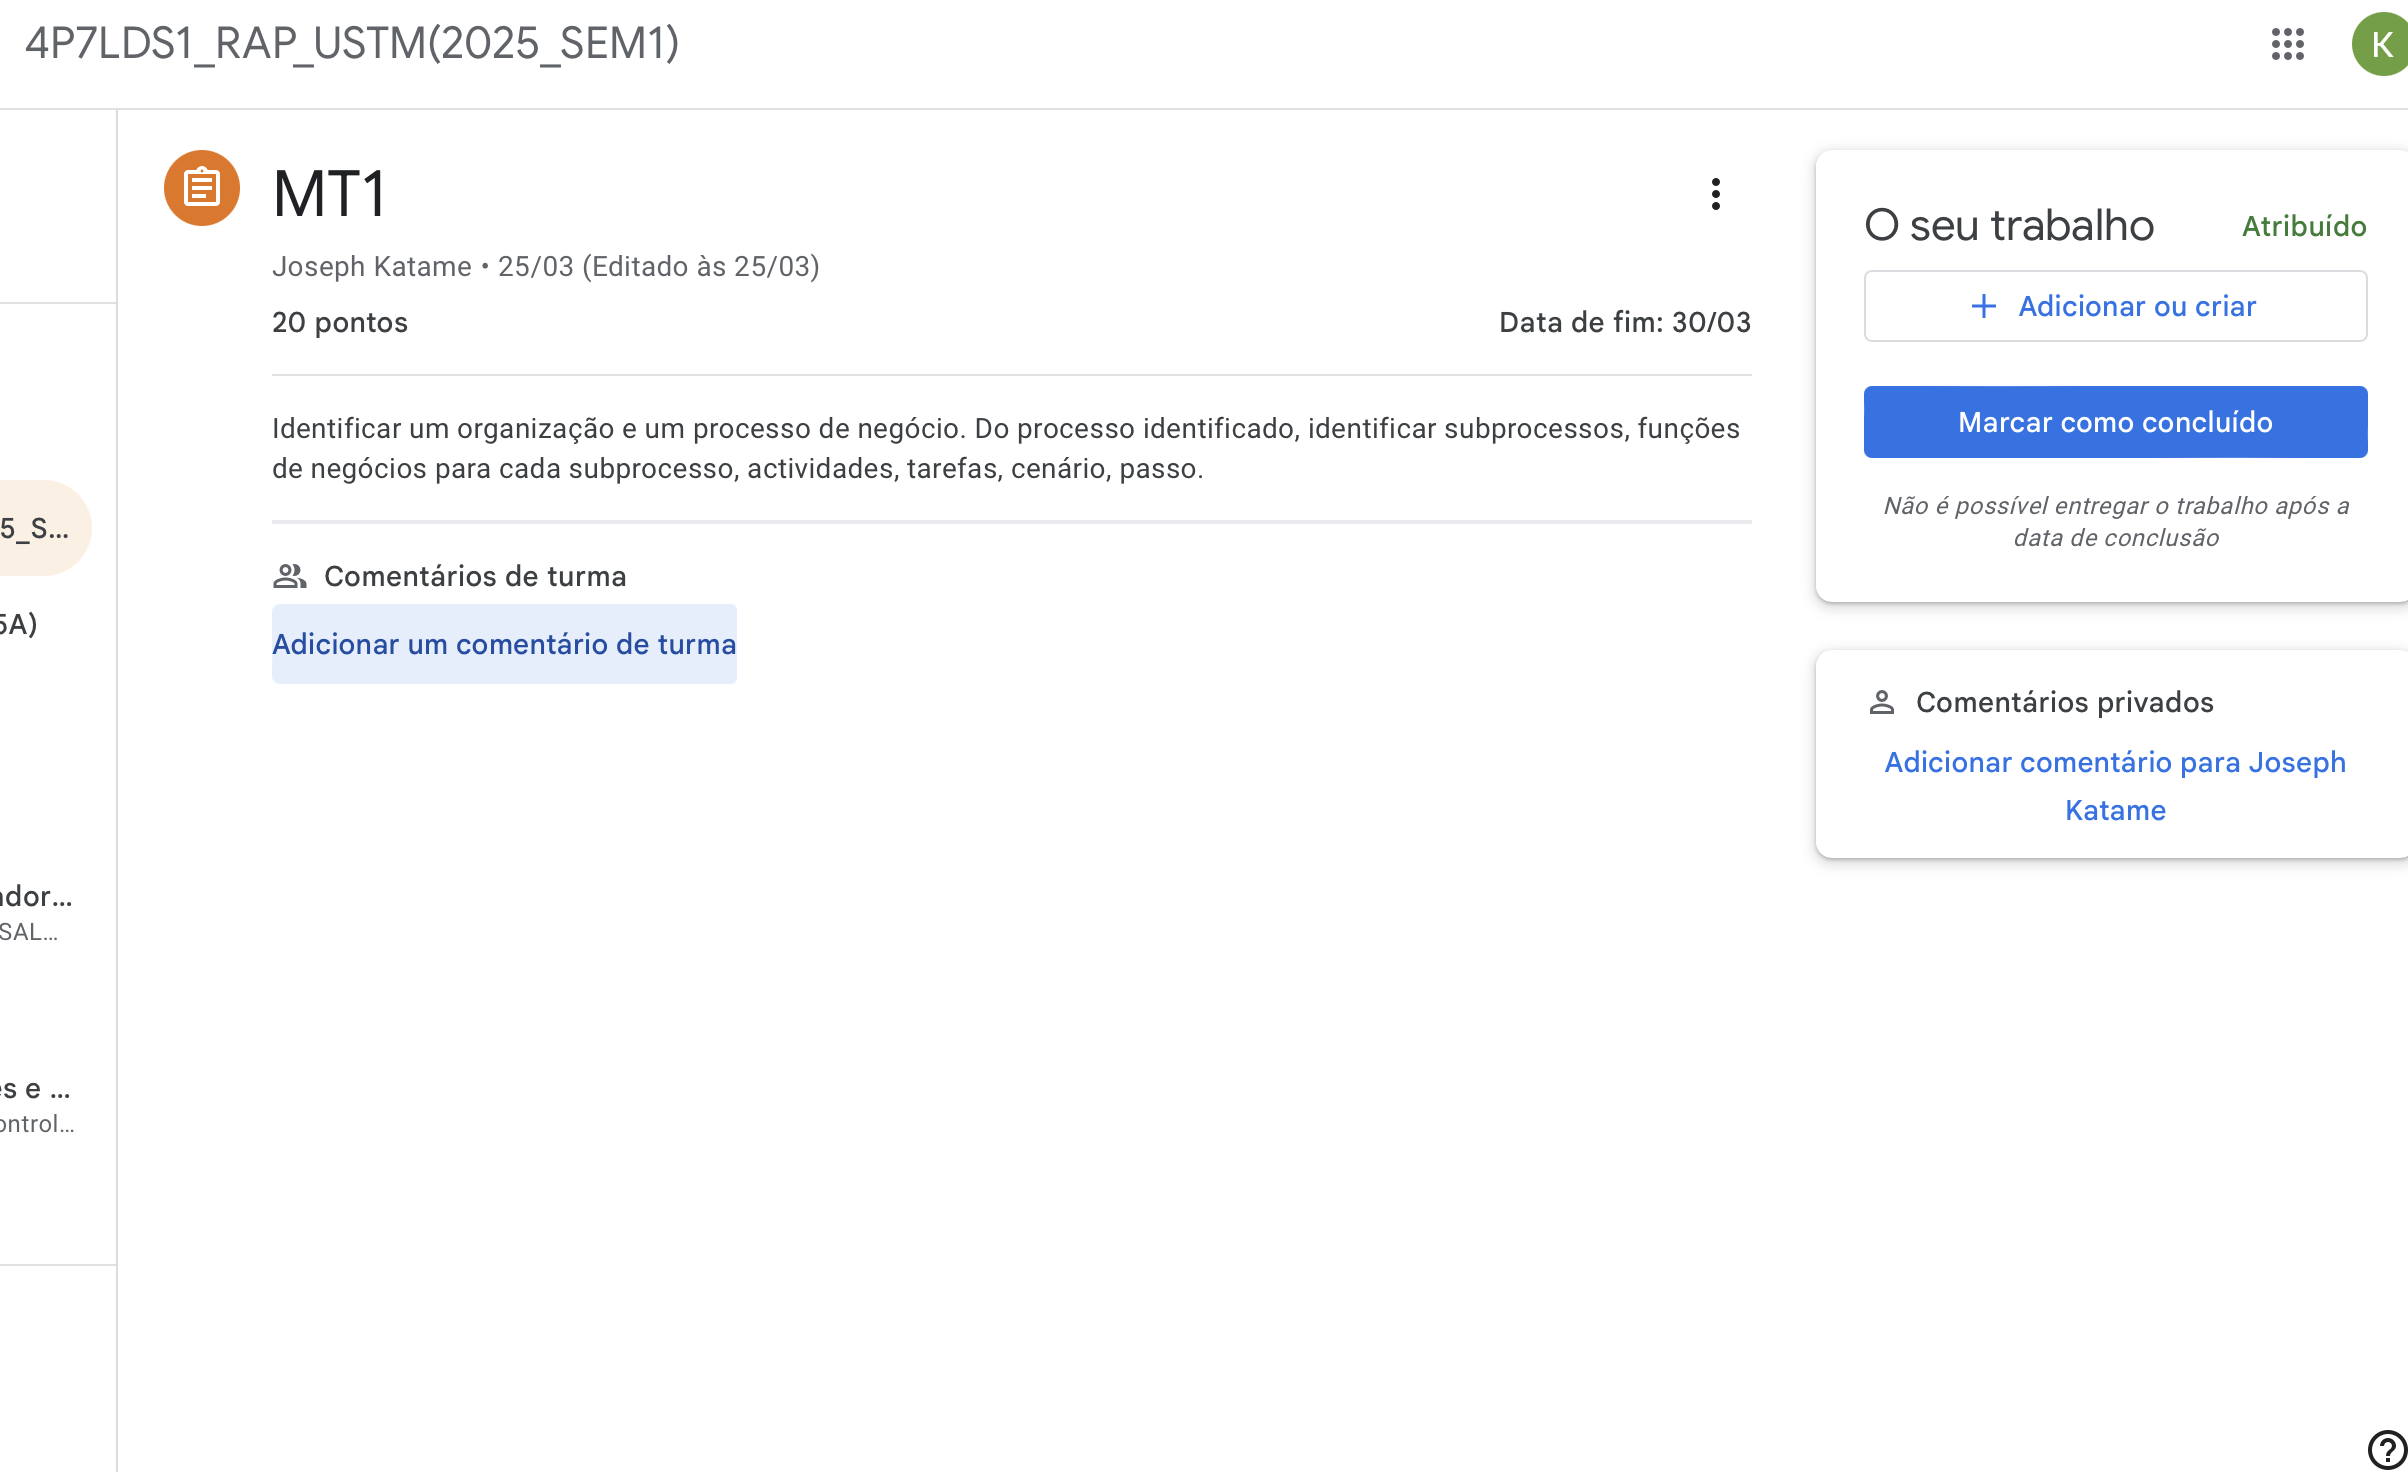 4P7LDS1_RAP_USTM(2025_SEM1)
K
MT1
Joseph Katame • 25/03 (Editado às 25/03)
20 pontos
Data de fim: 30/03
Identificar um organização e um processo de negócio. Do processo identificado, identificar subprocessos, funções
de negócios para cada subprocesso, actividades, tarefas, cenário, passo.
Comentários de turma
Adicionar um comentário de turma
O seu trabalho
Atribuído
+ Adicionar ou criar
Marcar como concluído
Não é possível entregar o trabalho após a
data de conclusão
Comentários privados
Adicionar comentário para Joseph
Katame
5_S...
5A)
ador...
SAL...
es e ...
ontrol...